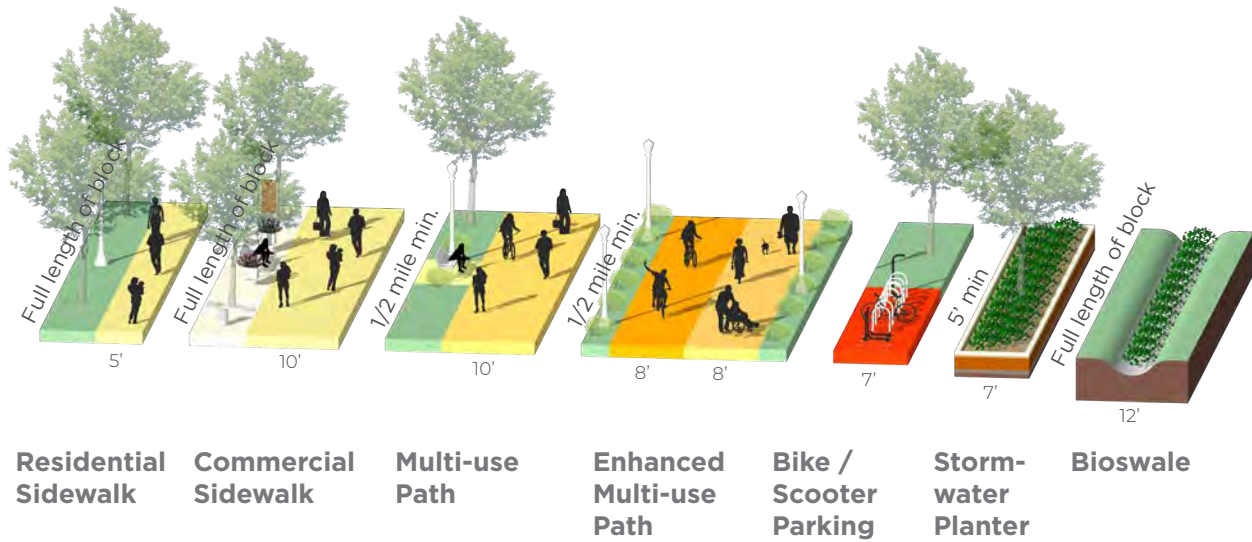 Full length of block
5’
Full length of block
10’
1/2 mile min.
10’
1/2 mile min.
8’
8’
7’
5’ min
7’
Full length of block
12’
Residential
Sidewalk
Commercial
Sidewalk
Multi-use
Path
Enhanced
Multi-use
Path
Bike /
Scooter
Parking
Storm-
water
Planter
Bioswale